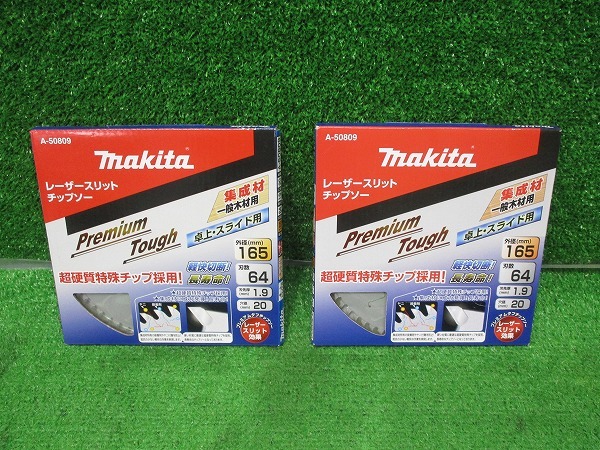 A-50809
makita
レーザースリット
チップソー
集成材
一般木材用
Premium
Tough
卓上・スライド用
外径(mm)
165
超硬質特殊チップ採用!
軽快切断!
長寿命!
刃数
64
1.9
20
レーザー
スリット
効果
A-50809
makita
レーザースリット
チップソー
集成材
一般木材用
Premium
Tough
卓上・スライド用
外径(mm)
165
超硬質特殊チップ採用!
軽快切断!
長寿命!
刃数
64
1.9
20
レーザー
スリット
効果